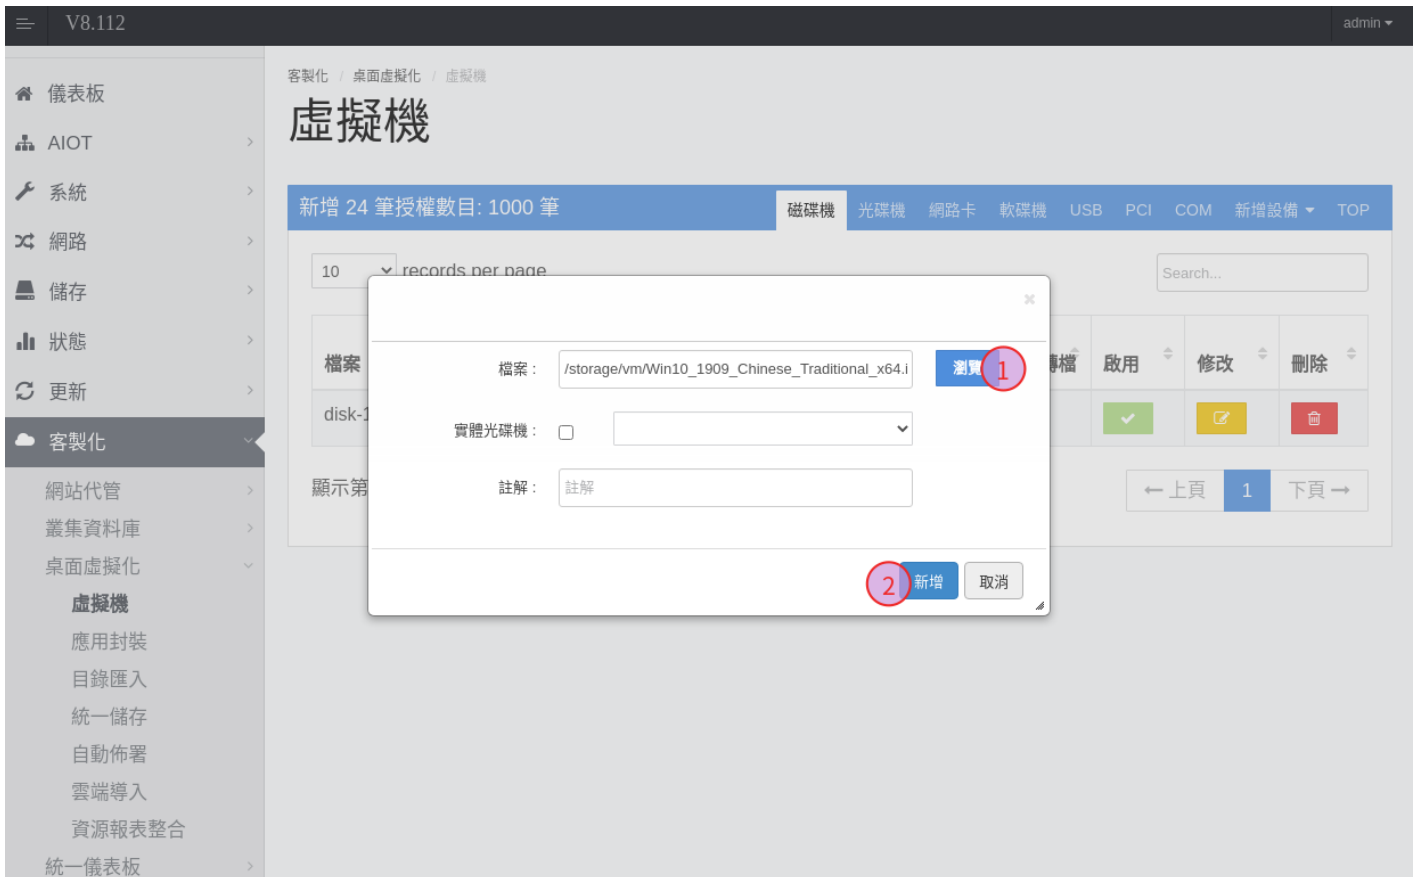 V8.112
admin
儀表板
AIOT
系統
網路
儲存
狀態
更新
客製化
網站代管
叢集資料庫
桌面虛擬化
虛擬機
應用封裝
目錄匯入
統一儲存
自動佈署
雲端導入
資源報表整合
統一儀表板
客製化 / 桌面虛擬化 / 虛擬機
虛擬機
新增 24 筆授權數目: 1000 筆
磁碟機 光碟機 網路卡 軟碟機 USB PCI COM 新增設備 TOP
10 records per page
Search...
檔案 轉檔 啟用 修改 刪除
disk-1
顯示第
←上頁 1 下頁→
×
檔案 : /storage/vm/Win10_1909_Chinese_Traditional_x64.i 瀏覽 1
實體光碟機 :
註解 : 註解
2 新增 取消